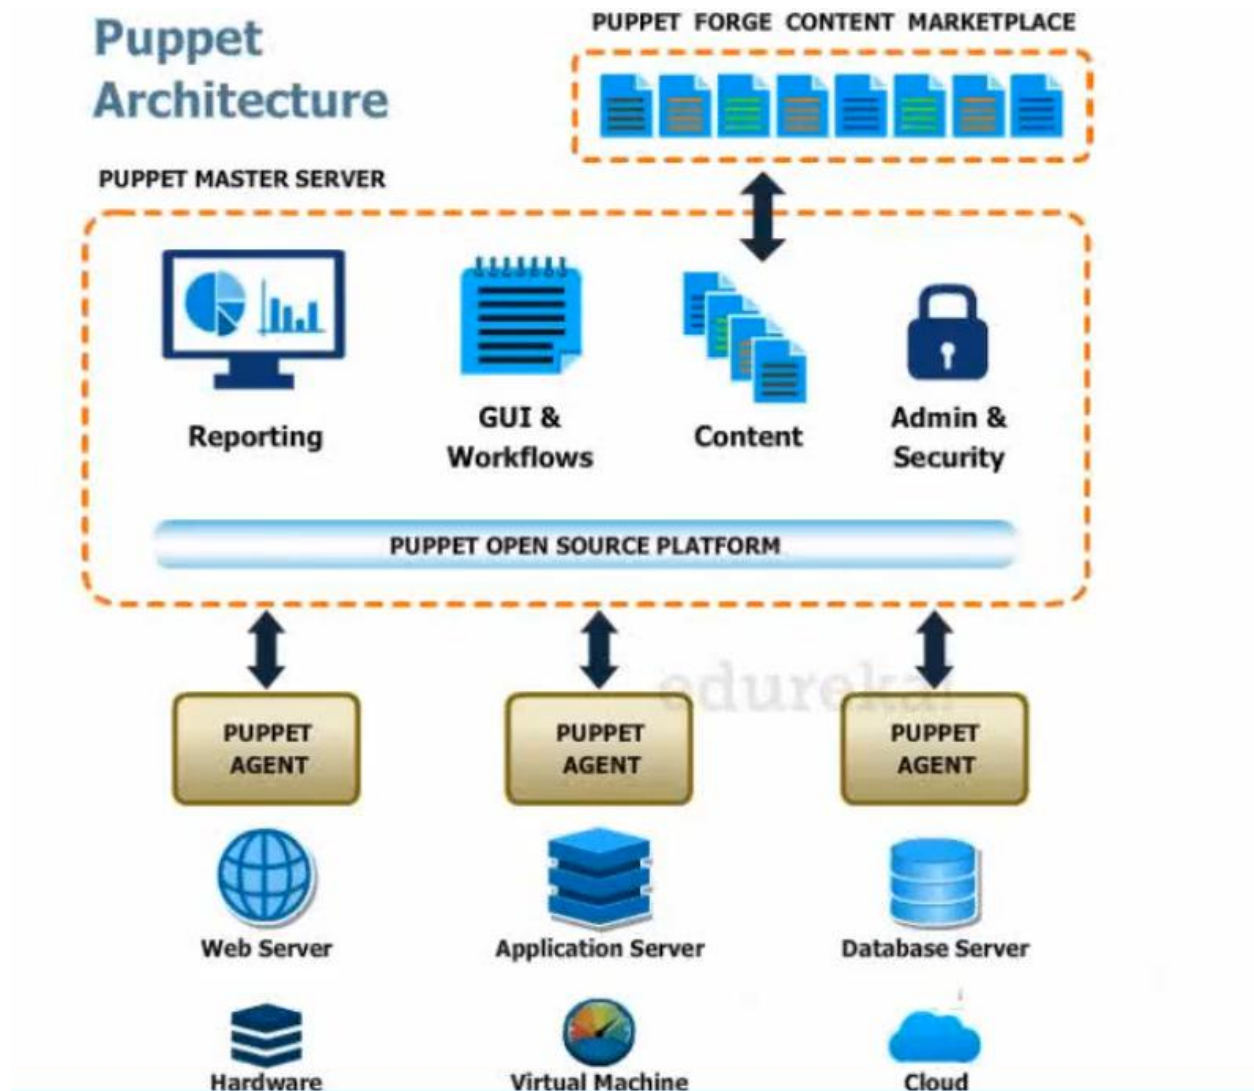 Puppet
Architecture
PUPPET FORGE CONTENT MARKETPLACE
PUPPET MASTER SERVER
Reporting
GUI &
Workflows
Content
Admin &
Security
PUPPET OPEN SOURCE PLATFORM
edureka!
PUPPET
AGENT
PUPPET
AGENT
PUPPET
AGENT
Web Server
Application Server
Database Server
Hardware
Virtual Machine
Cloud